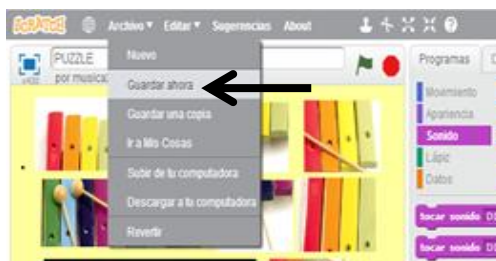 SCRATCH Archivo Editar Sugerencias About
PUZZLE
por musica
Nuevo
Guardar ahora
Guardar una copia
Ir a Mis Cosas
Subir de tu computadora
Descargar a tu computadora
Revertir
Programas
Movimiento
Apariencia
Sonido
Lápiz
Datos
tocar sonido
tocar sonido